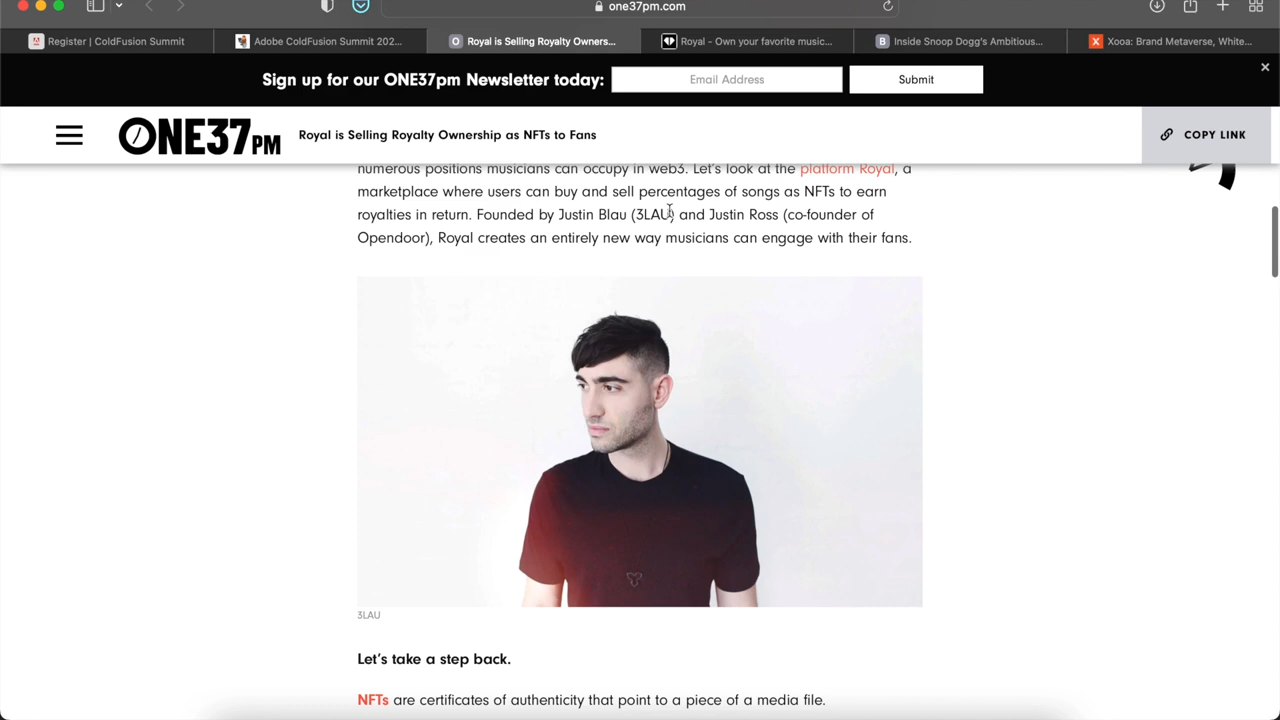 one37pm.com
Register | ColdFusion Summit
Adobe ColdFusion Summit 202...
Royal is Selling Royalty Owners...
Royal - Own your favorite music...
Inside Snoop Dogg's Ambitious...
Xooa: Brand Metaverse, White...
Sign up for our ONE37pm Newsletter today:
Email Address
Submit
ONE37PM
Royal is Selling Royalty Ownership as NFTs to Fans
COPY LINK
numerous positions musicians can occupy in web3. Let's look at the platform Royal, a
marketplace where users can buy and sell percentages of songs as NFTs to earn
royalties in return. Founded by Justin Blau (3LAU) and Justin Ross (co-founder of
Opendoor), Royal creates an entirely new way musicians can engage with their fans.
3LAU
Let's take a step back.
NFTs are certificates of authenticity that point to a piece of a media file.